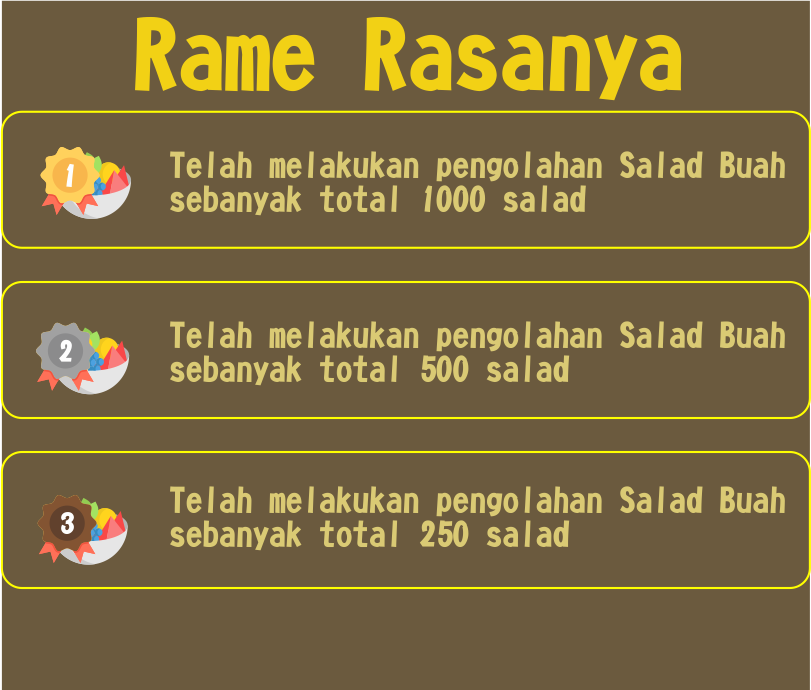 Rame Rasanya
1
Telah melakukan pengolahan Salad Buah
sebanyak total 1000 salad
2
Telah melakukan pengolahan Salad Buah
sebanyak total 500 salad
3
Telah melakukan pengolahan Salad Buah
sebanyak total 250 salad